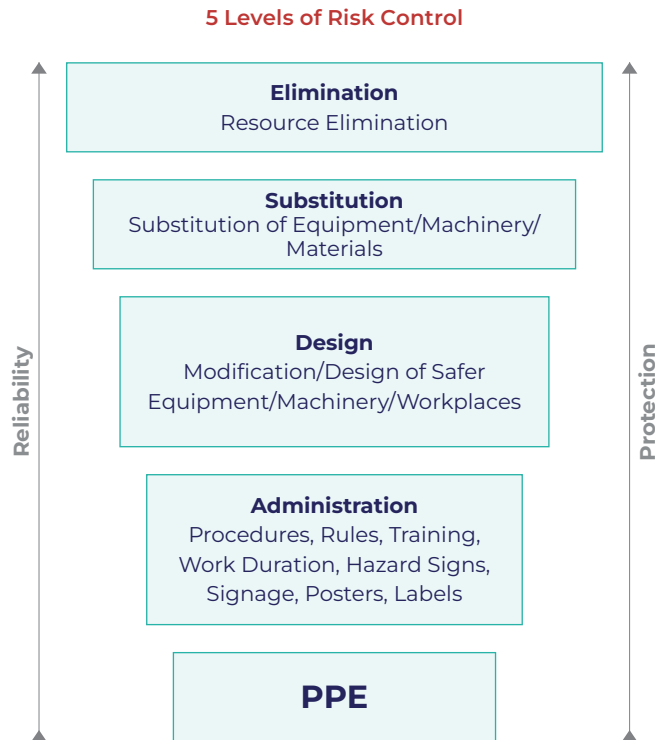 5 Levels of Risk Control
Elimination
Resource Elimination
Substitution
Substitution of Equipment/Machinery/
Materials
Design
Modification/Design of Safer
Equipment/Machinery/Workplaces
Administration
Procedures, Rules, Training,
Work Duration, Hazard Signs,
Signage, Posters, Labels
PPE
Reliability
Protection